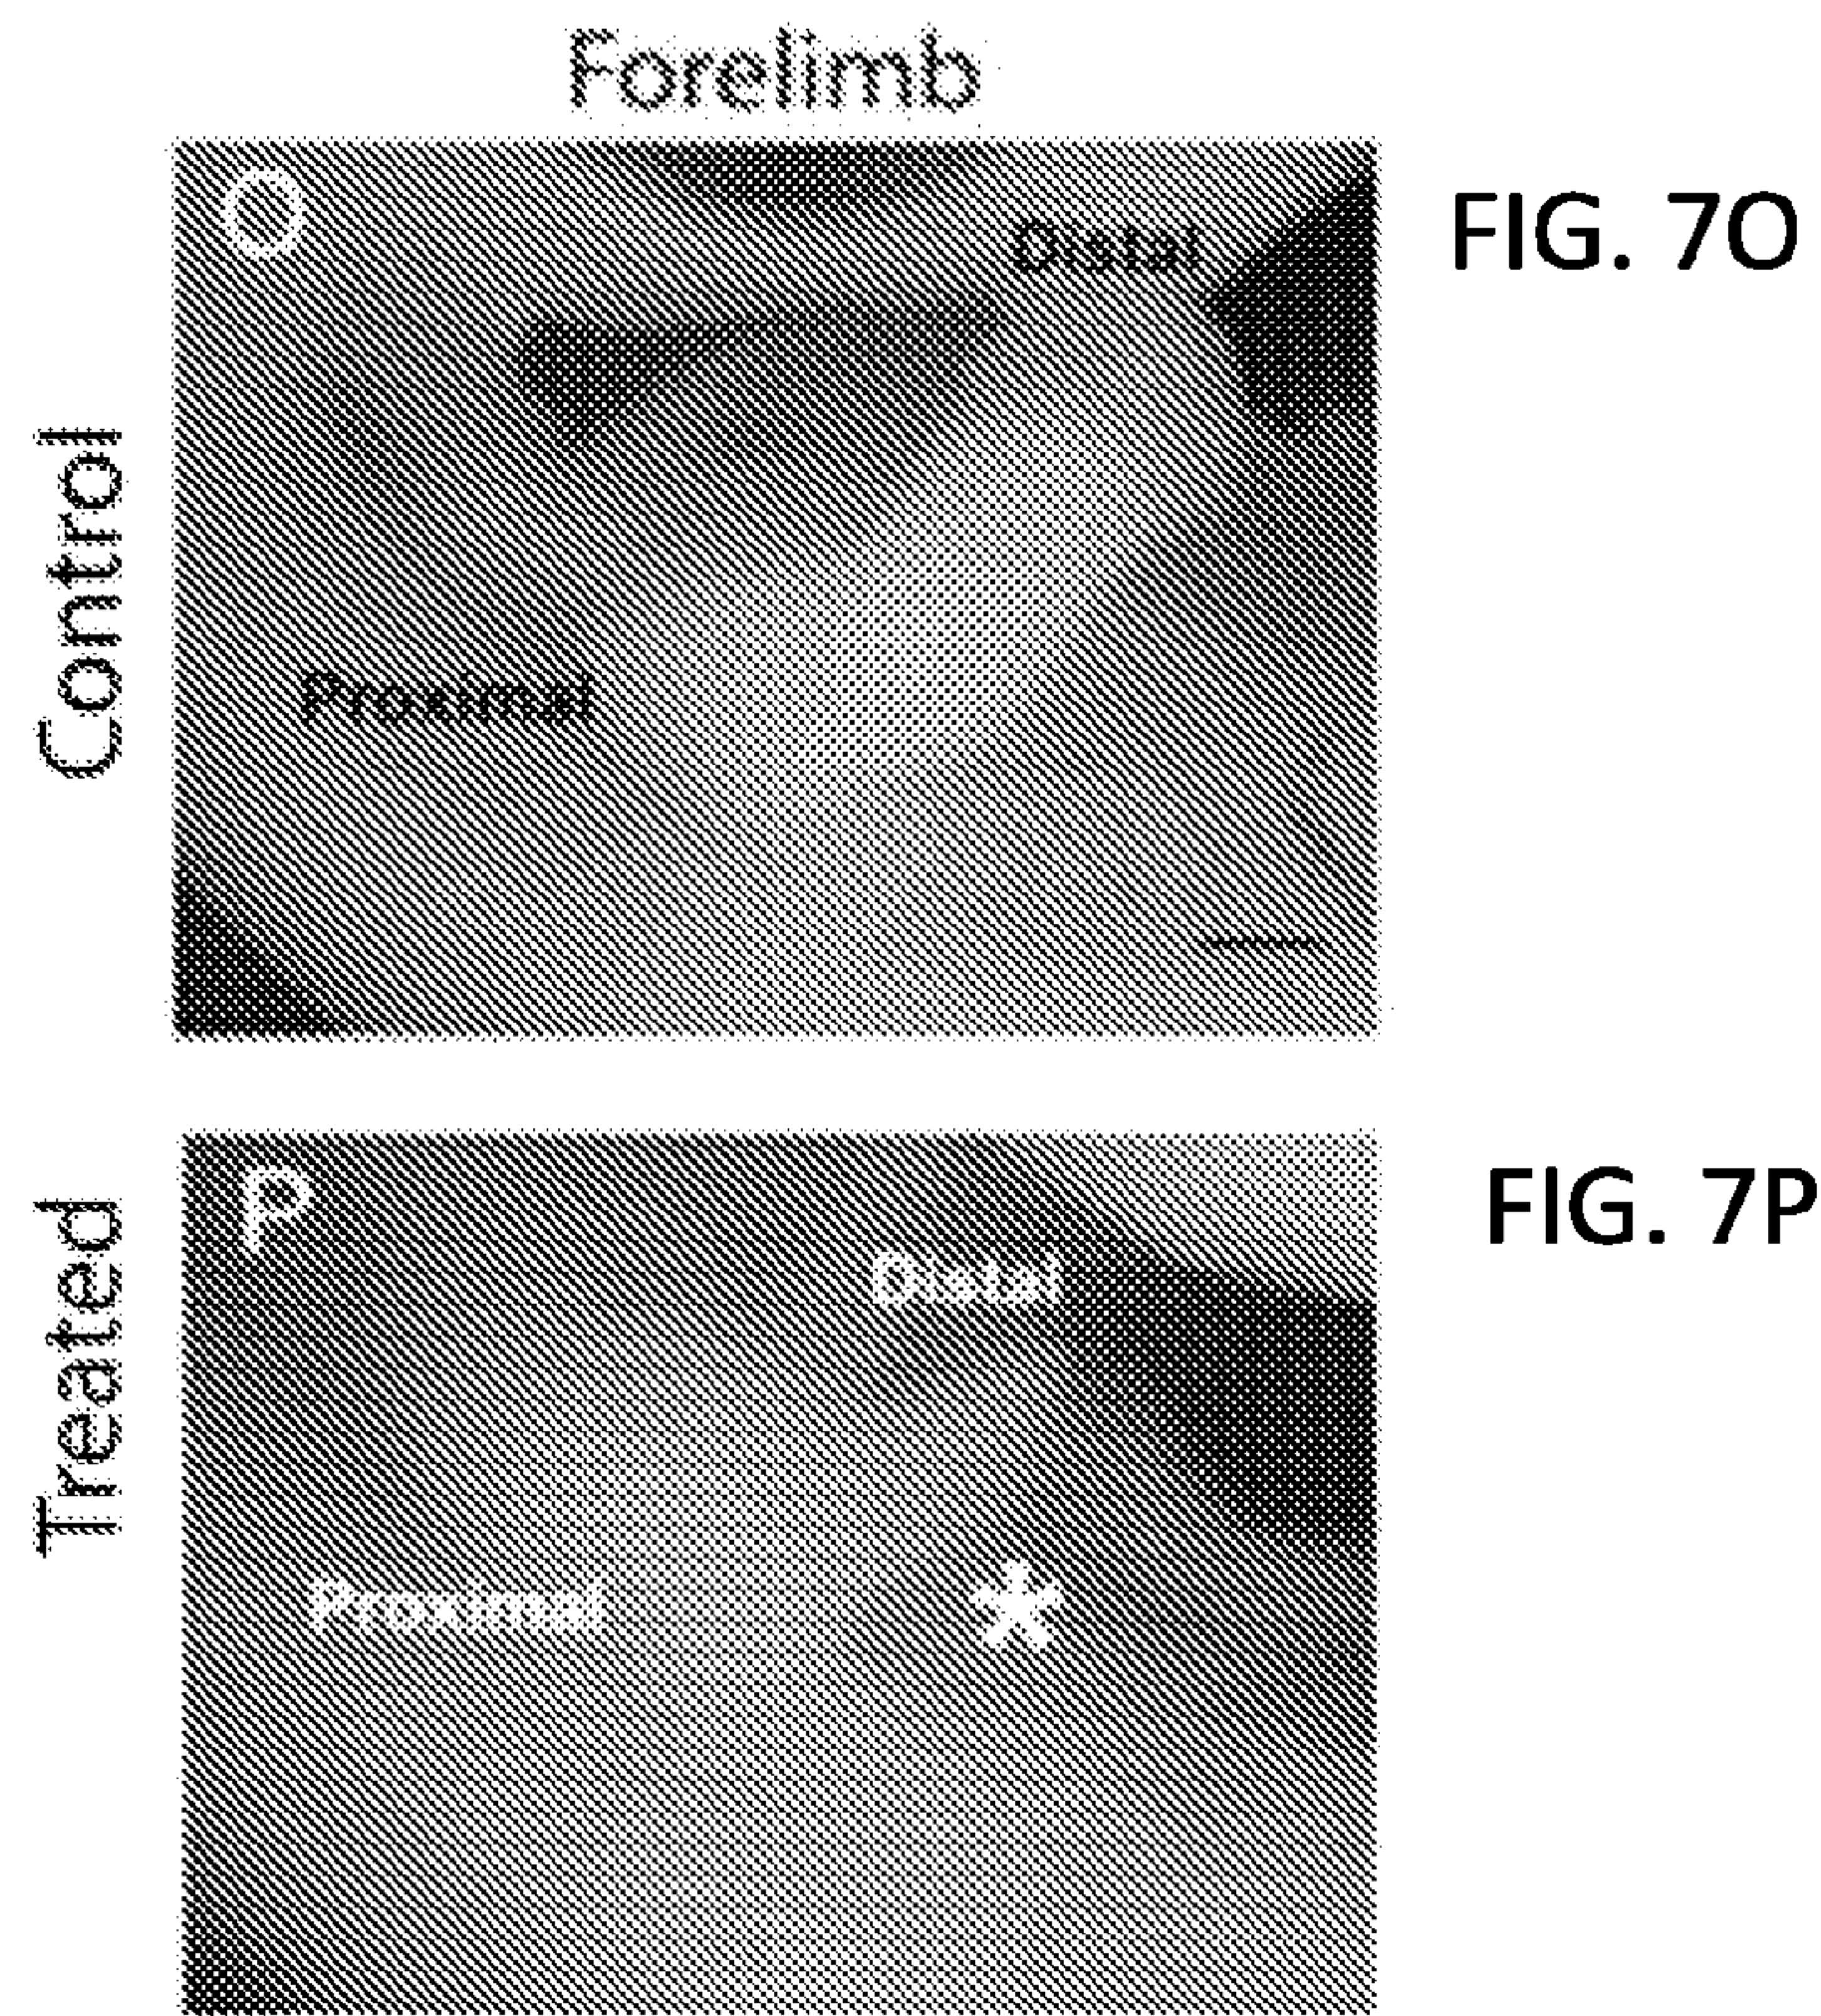 Forelimb
Control
O
Distal
Proximal
FIG. 7O
Treated
P
Distal
Proximal
*
FIG. 7P